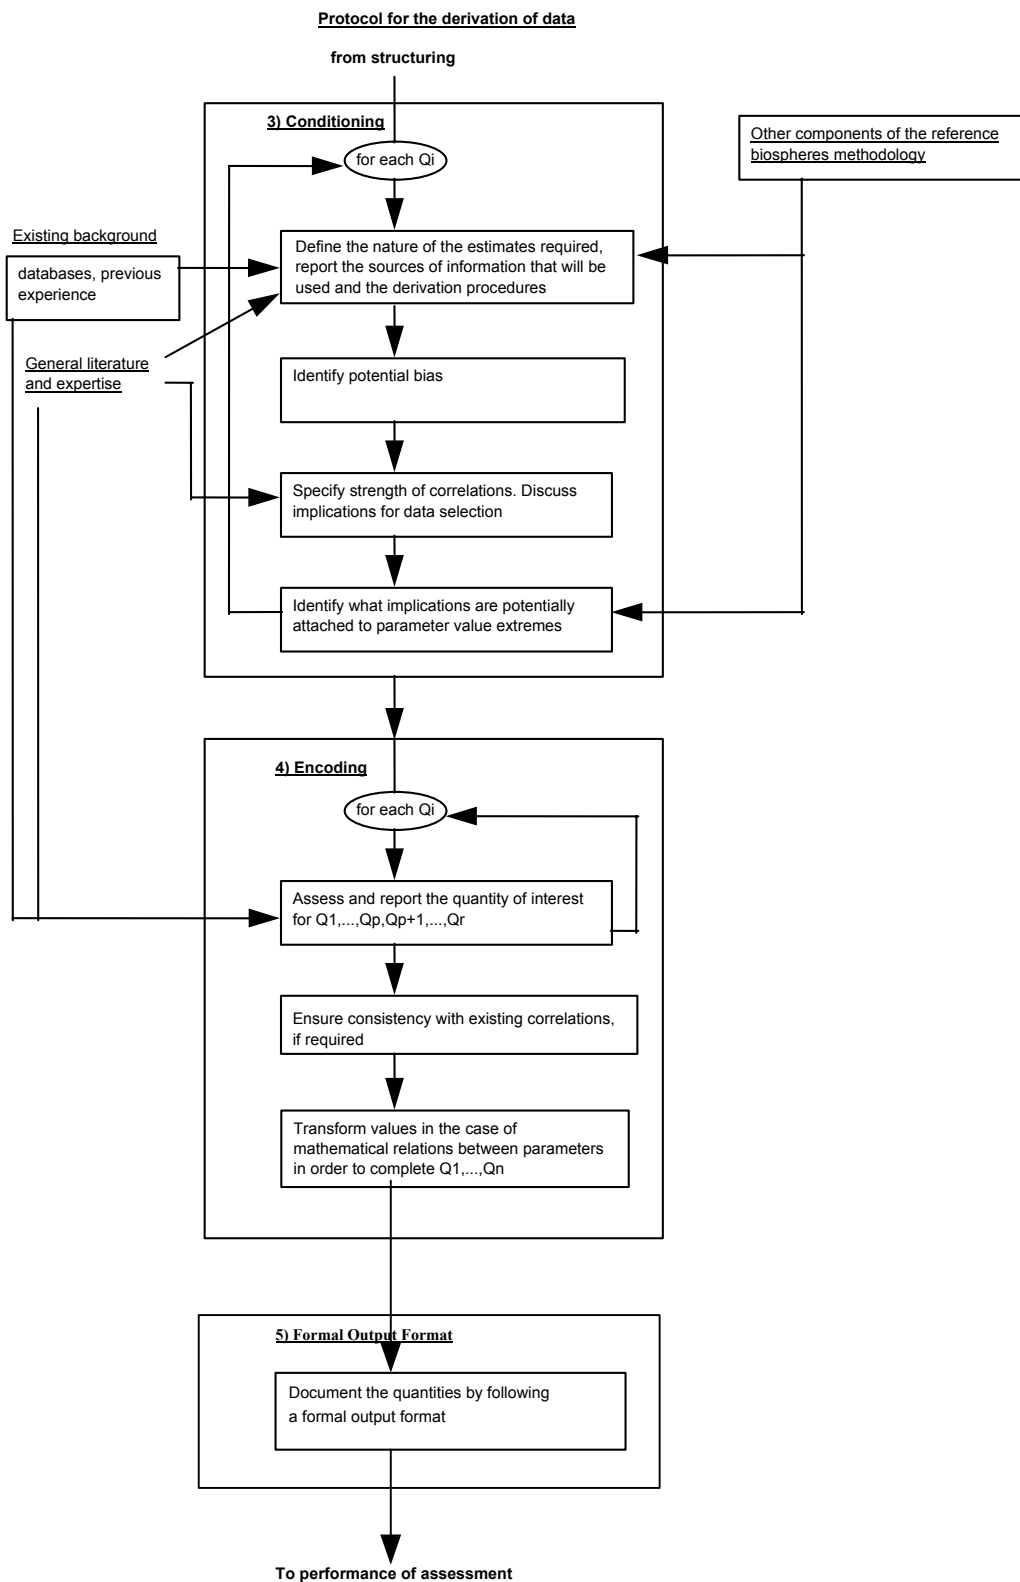 Protocol for the derivation of data
from structuring
3) Conditioning
for each Qi
Other components of the reference
biospheres methodology
Existing background
databases, previous
experience
Define the nature of the estimates required,
report the sources of information that will be
used and the derivation procedures
General literature
and expertise
Identify potential bias
Specify strength of correlations. Discuss
implications for data selection
Identify what implications are potentially
attached to parameter value extremes
4) Encoding
for each Qi
Assess and report the quantity of interest
for Q1,...,Qp,Qp+1,...,Qr
Ensure consistency with existing correlations,
if required
Transform values in the case of
mathematical relations between parameters
in order to complete Q1,...,Qn
5) Formal Output Format
Document the quantities by following
a formal output format
To performance of assessment